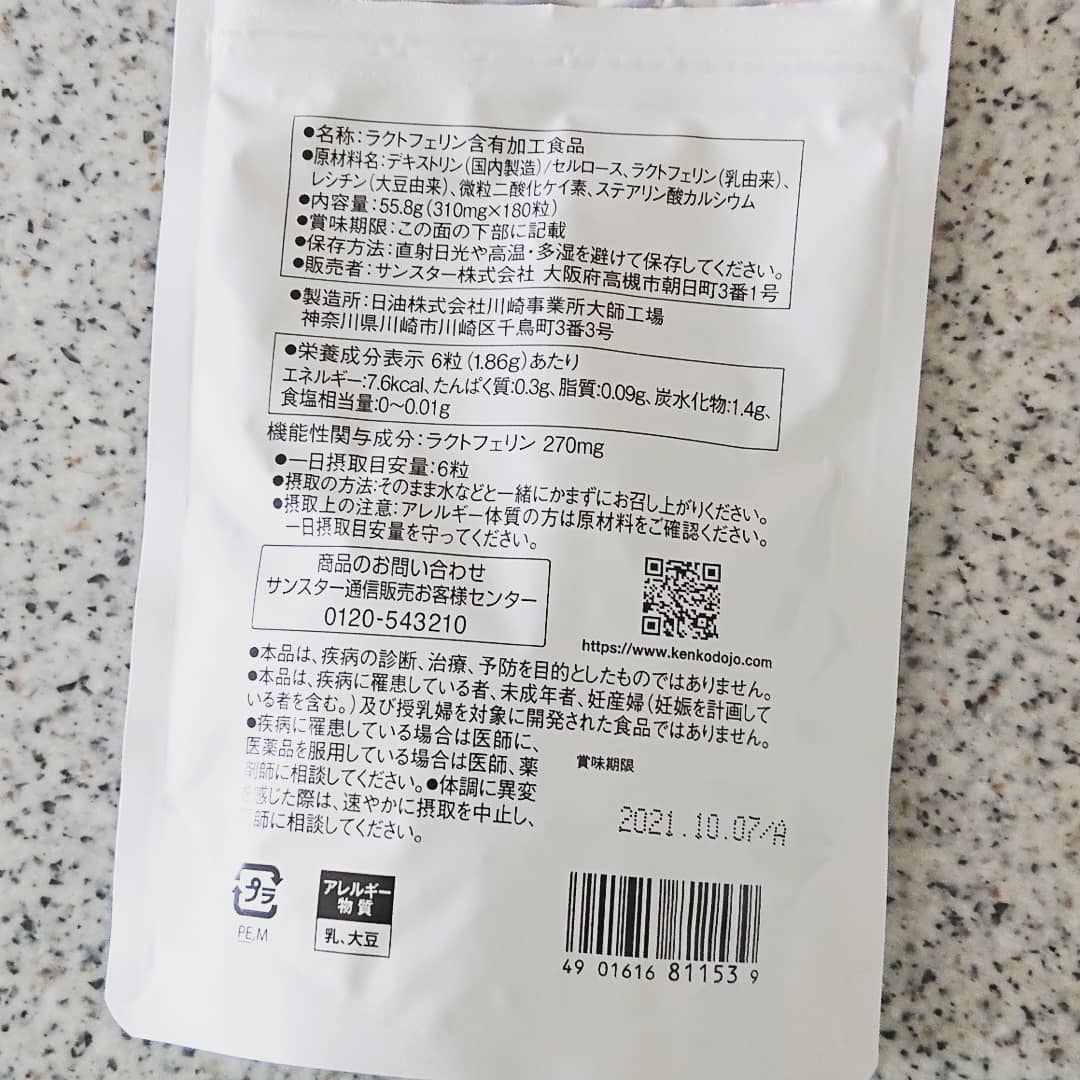 ●名称:ラクトフェリン含有加工食品
●原材料名:デキストリン(国内製造)/セルロース、ラクトフェリン(乳由来)、
レシチン(大豆由来)、微粒二酸化ケイ素、ステアリン酸カルシウム
●内容量:55.8g(310mg×180粒)
●賞味期限:この面の下部に記載
●保存方法:直射日光や高温・多湿を避けて保存してください。
●販売者:サンスター株式会社 大阪府高槻市朝日町3番1号
●製造所:日油株式会社川崎事業所大師工場
神奈川県川崎市川崎区千鳥町3番3号
●栄養成分表示 6粒(1.86g)あたり
エネルギー:7.6kcal、たんぱく質:0.3g、脂質:0.09g、炭水化物:1.4g、
食塩相当量:0~0.01g
機能性関与成分:ラクトフェリン 270mg
●一日摂取目安量:6粒
●摂取の方法:そのまま水などと一緒にかまずにお召し上がりください。
●摂取上の注意:アレルギー体質の方は原材料をご確認ください。
一日摂取目安量を守ってください。
商品のお問い合わせ
サンスター通信販売お客様センター
0120-543210
https://www.kenkodojo.com
●本品は、疾病の診断、治療、予防を目的としたものではありません。
●本品は、疾病に罹患している者、未成年者、妊産婦(妊娠を計画して
いる者を含む。)及び授乳婦を対象に開発された食品ではありません。
●疾病に罹患している場合は医師に、
医薬品を服用している場合は医師、薬
剤師に相談してください。●体調に異変
を感じた際は、速やかに摂取を中止し、
師に相談してください。
賞味期限
2021.10.07/A
プラ
PE,M
アレルギー
物質
乳、大豆
49 01616 81153 9